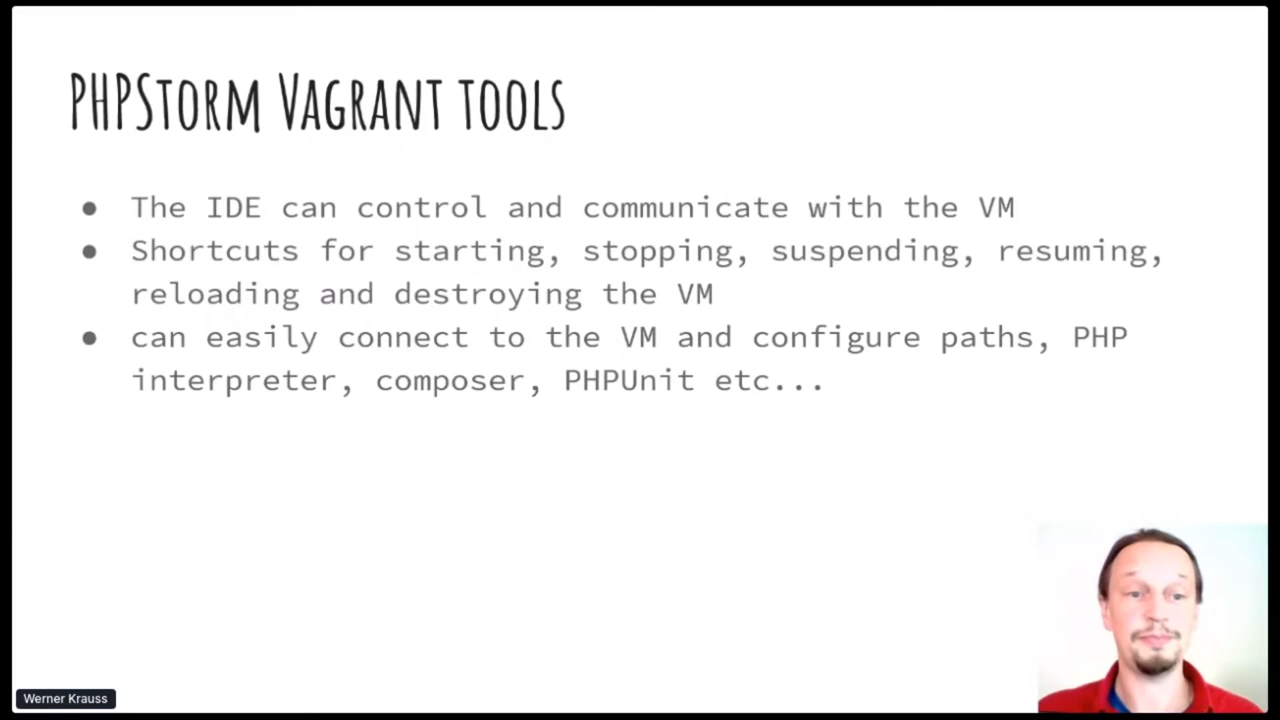 PHPStorm Vagrant tools
● The IDE can control and communicate with the VM
● Shortcuts for starting, stopping, suspending, resuming,
reloading and destroying the VM
● can easily connect to the VM and configure paths, PHP
interpreter, composer, PHPUnit etc...
Werner Krauss